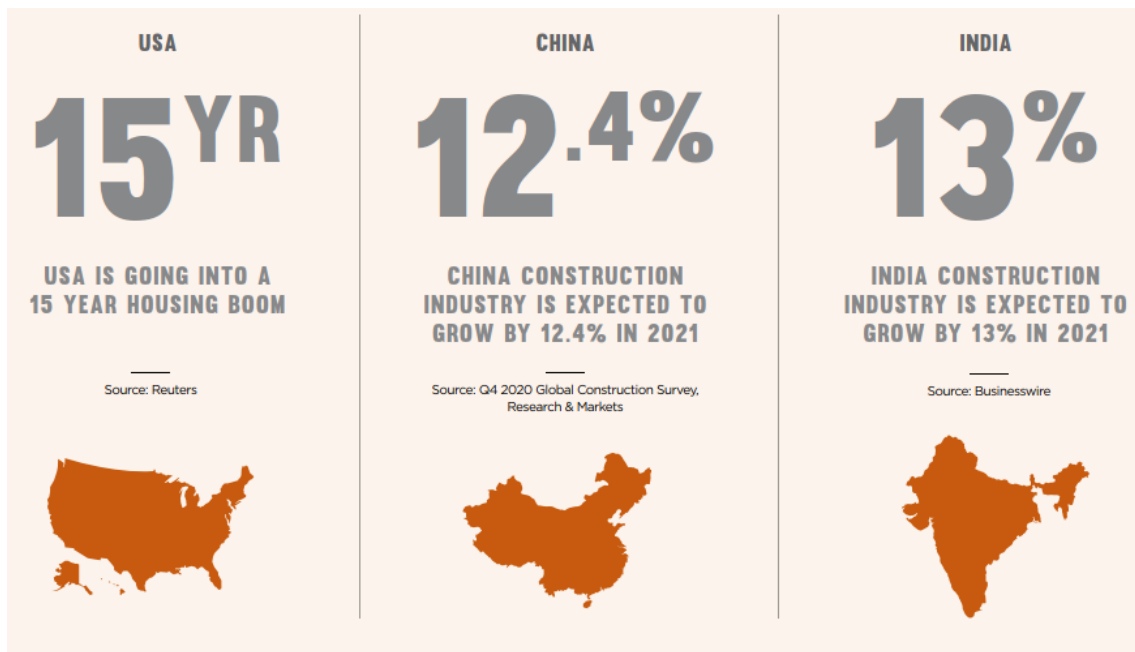 USA
15YR
USA IS GOING INTO A
15 YEAR HOUSING BOOM
Source: Reuters
CHINA
12.4%
CHINA CONSTRUCTION
INDUSTRY IS EXPECTED TO
GROW BY 12.4% IN 2021
Source: Q4 2020 Global Construction Survey,
Research & Markets
INDIA
13%
INDIA CONSTRUCTION
INDUSTRY IS EXPECTED TO
GROW BY 13% IN 2021
Source: Businesswire